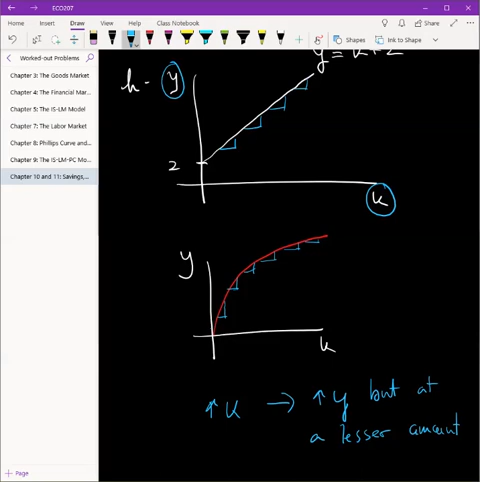 ECO207
File Home Insert Draw View Help Class Notebook
Share
Shapes Ink to Shape
Worked-out Problems
Chapter 3: The Goods Market
Chapter 4: The Financial Mar...
Chapter 5: The IS-LM Model
Chapter 7: The Labor Market
Chapter 8: Phillips Curve and...
Chapter 9: The IS-LM-PC Mo...
Chapter 10 and 11: Savings,...
+ Page
y = k + 2
y
2
k
y
k
↑k → ↑y but at
a lesser amount